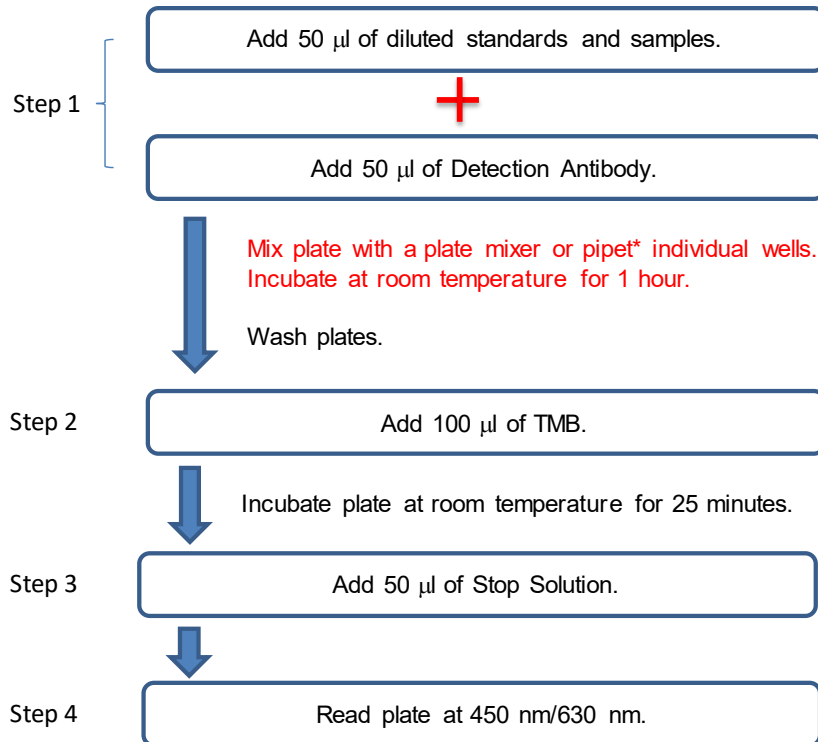 Add 50 μl of diluted standards and samples.
Step 1
Add 50 μl of Detection Antibody.
Mix plate with a plate mixer or pipet* individual wells.
Incubate at room temperature for 1 hour.
Wash plates.
Step 2
Add 100 μl of TMB.
Incubate plate at room temperature for 25 minutes.
Step 3
Add 50 μl of Stop Solution.
Step 4
Read plate at 450 nm/630 nm.